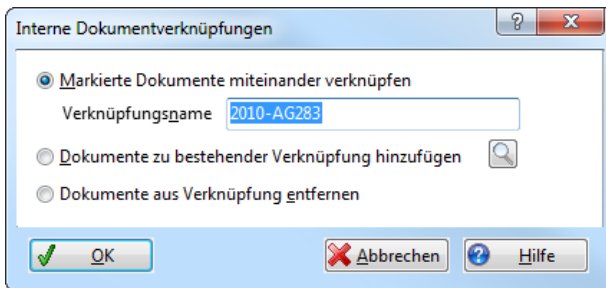 Interne Dokumentverknüpfungen
Markierte Dokumente miteinander verknüpfen
Verknüpfungsname 2010-AG283
Dokumente zu bestehender Verknüpfung hinzufügen
Dokumente aus Verknüpfung entfernen
OK Abbrechen Hilfe